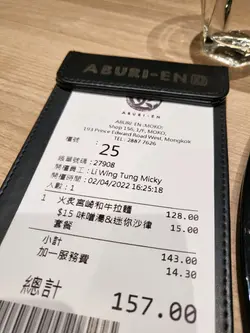 ABURI-EN
ABURI-EN
ABURI-EN (MOKO)
Shop 156, 1/F, MOKO,
193 Prince Edward Road West, Mongkok
TEL: 2887 7626
檯號 :
25
賬單號碼 : 27908
開檯員工 : Li Wing Tung Micky
開檯時間 : 02/04/2022 16:25:18
人數 : 1
1 火炙宮崎和牛拉麵 128.00
$15 味噌湯&迷你沙律 15.00
套餐
小計 143.00
加一服務費 14.30
總計 157.00